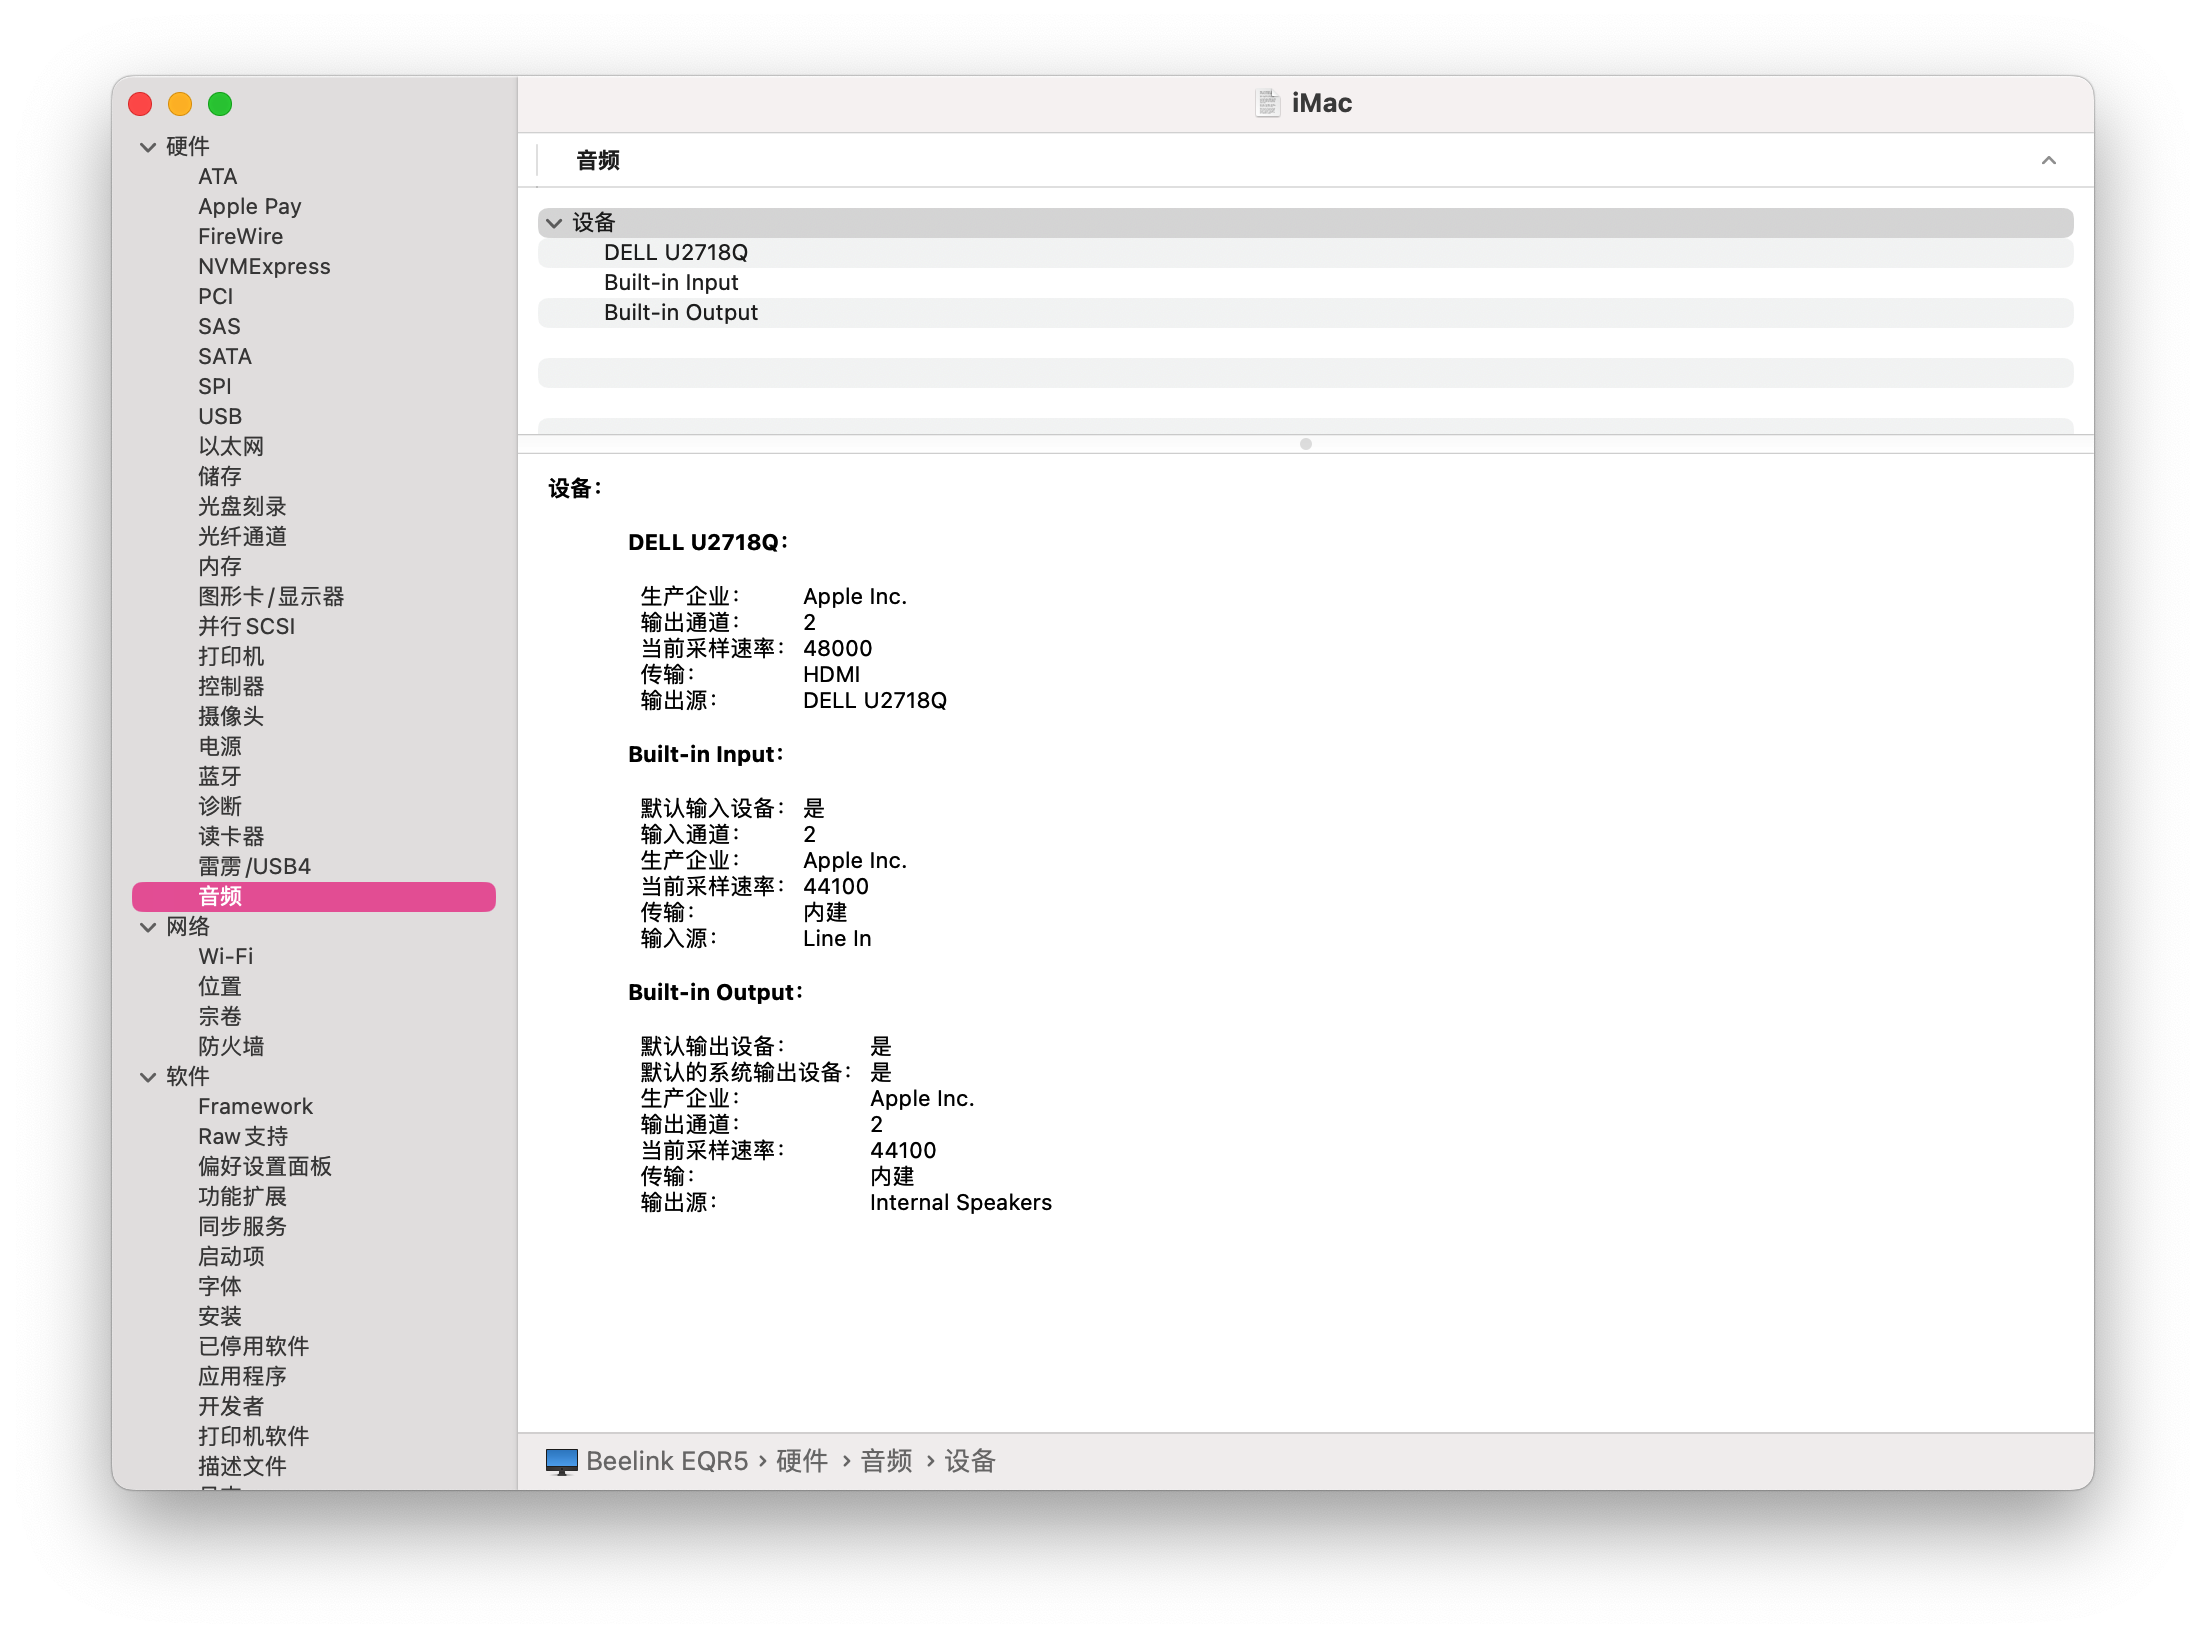 硬件
ATA
Apple Pay
FireWire
NVMExpress
PCI
SAS
SATA
SPI
USB
以太网
储存
光盘刻录
光纤通道
内存
图形卡/显示器
并行SCSI
打印机
控制器
摄像头
电源
蓝牙
诊断
读卡器
雷雳/USB4
音频
网络
Wi-Fi
位置
宗卷
防火墙
软件
Framework
Raw支持
偏好设置面板
功能扩展
同步服务
启动项
字体
安装
已停用软件
应用程序
开发者
打印机软件
描述文件
iMac
音频
设备
DELL U2718Q
Built-in Input
Built-in Output
设备：
DELL U2718Q：
生产企业： Apple Inc.
输出通道： 2
当前采样速率： 48000
传输： HDMI
输出源： DELL U2718Q
Built-in Input：
默认输入设备： 是
输入通道： 2
生产企业： Apple Inc.
当前采样速率： 44100
传输： 内建
输入源： Line In
Built-in Output：
默认输出设备： 是
默认的系统输出设备： 是
生产企业： Apple Inc.
输出通道： 2
当前采样速率： 44100
传输： 内建
输出源： Internal Speakers
Beelink EQR5 › 硬件 › 音频 › 设备